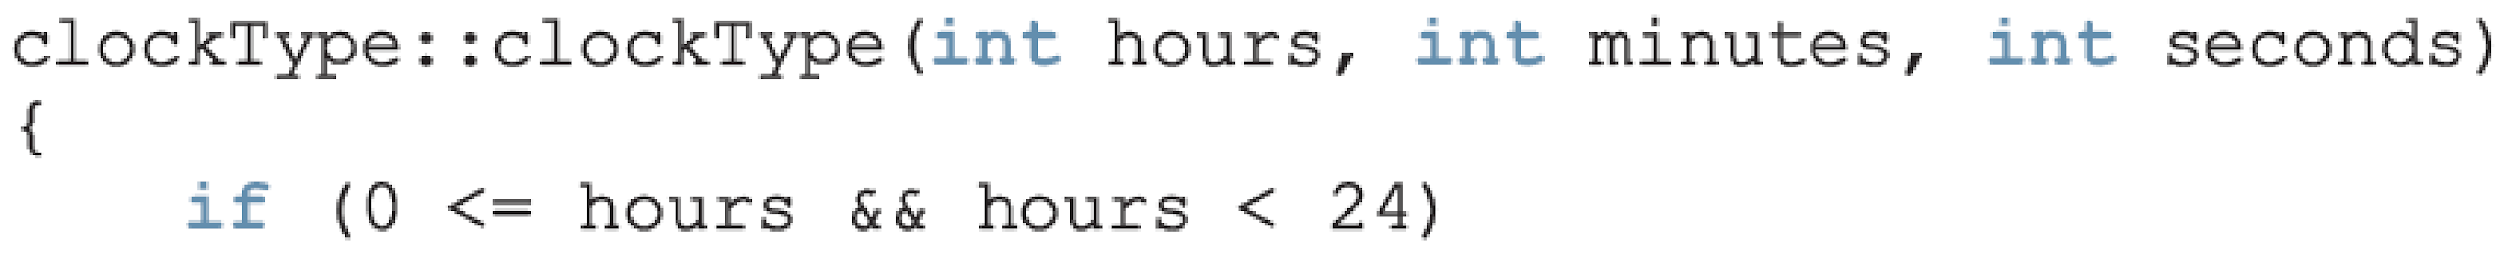 clockType::clockType(int hours, int minutes, int seconds)
{
    if (0 <= hours && hours < 24)